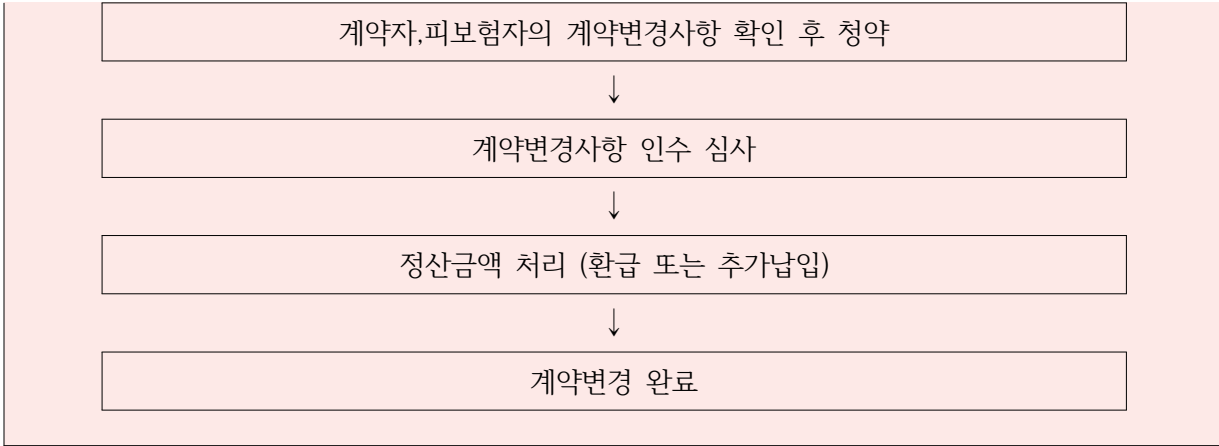 계약자,피보험자의 계약변경사항 확인 후 청약
↓
계약변경사항 인수 심사
↓
정산금액 처리 (환급 또는 추가납입)
↓
계약변경 완료